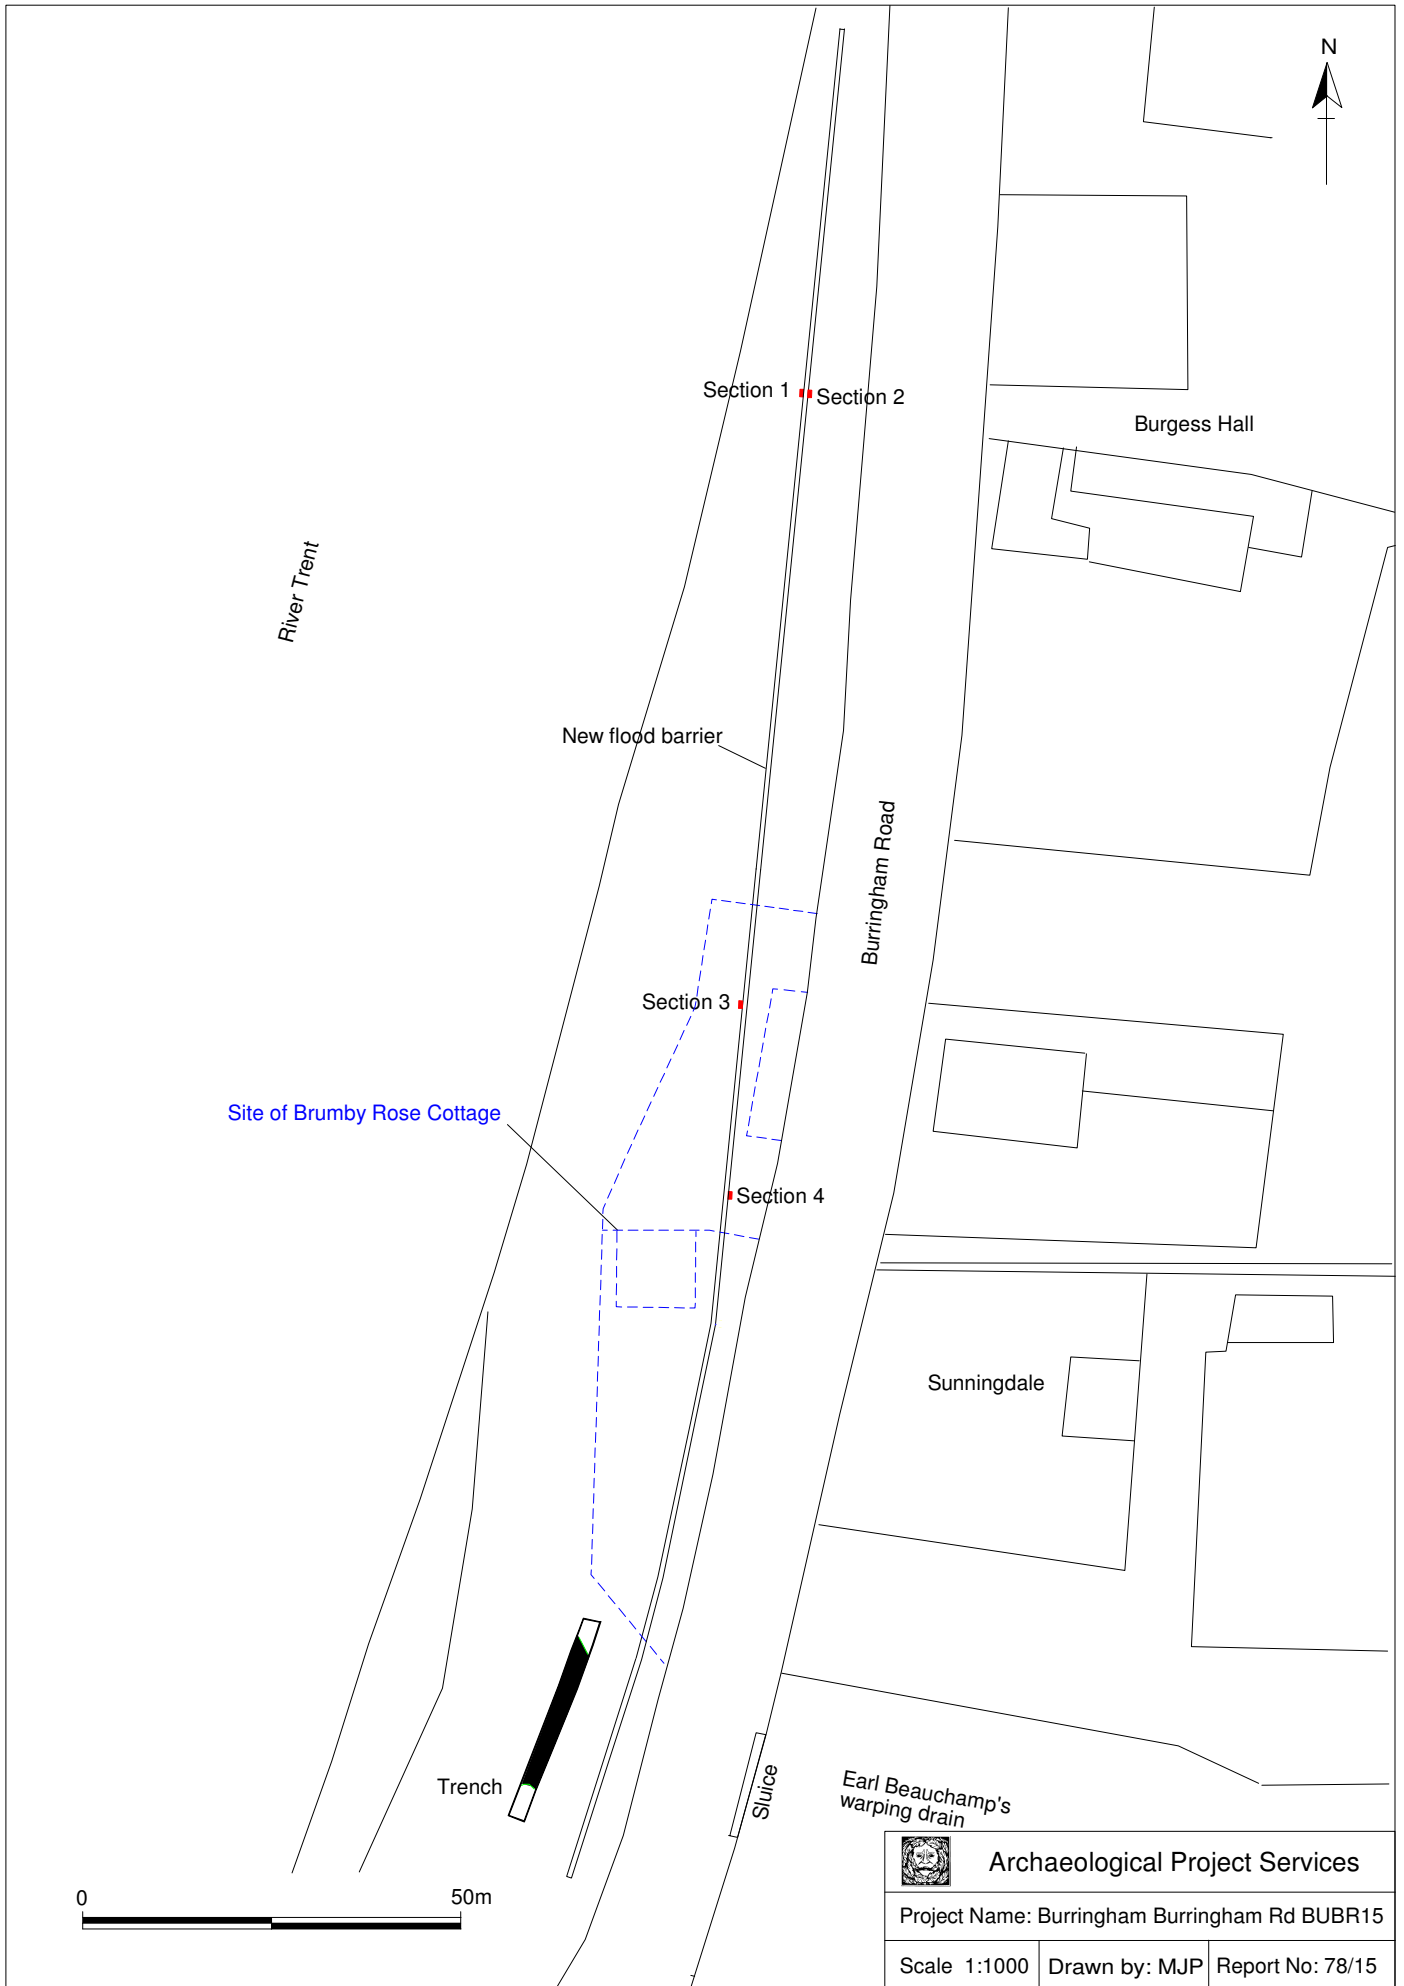 N
Section 1
Section 2
Burgess Hall
River Trent
New flood barrier
Burringham Road
Section 3
Site of Brumby Rose Cottage
Section 4
Sunningdale
Trench
Sluice
Earl Beauchamp's
warping drain
0
50m
Archaeological Project Services
Project Name: Burringham Burringham Rd BUBR15
Scale 1:1000
Drawn by: MJP
Report No: 78/15